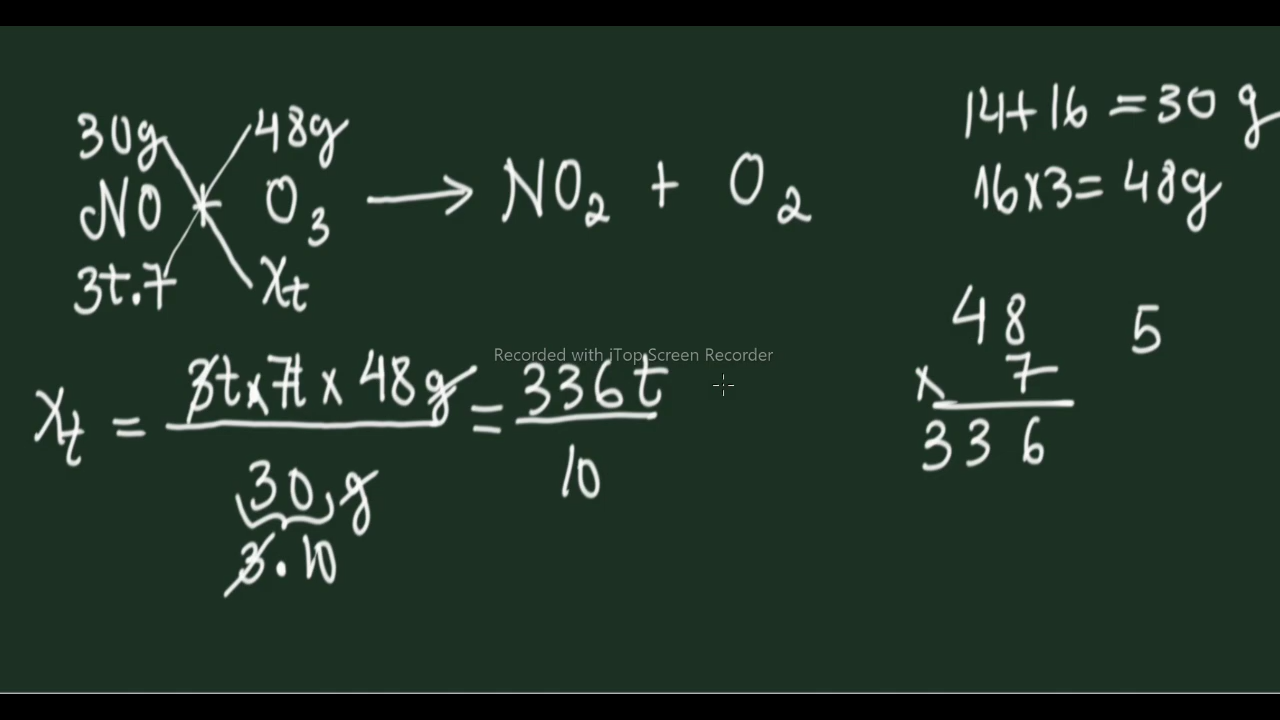 30g 48g
NO O₃ → NO₂ + O₂
3t.7 Xt
14+16 = 30 g
16x3 = 48g
48 5
x 7
336
Recorded with iTop Screen Recorder
Xt = 3t x 7t x 48g = 336t
30 g 10
3 . 10